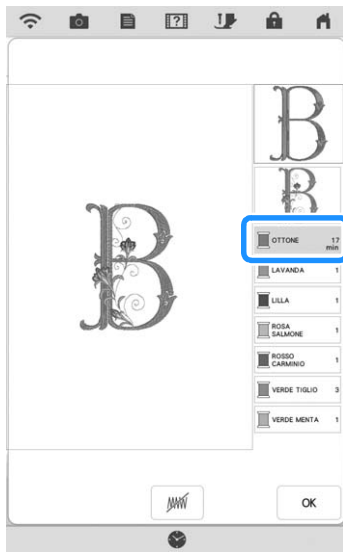 OTTONE 17
min
LAVANDA 1
LILLA 1
ROSA
SALMONE 1
ROSSO
CARMINIO 1
VERDE TIGLIO 3
VERDE MENTA 1
OK